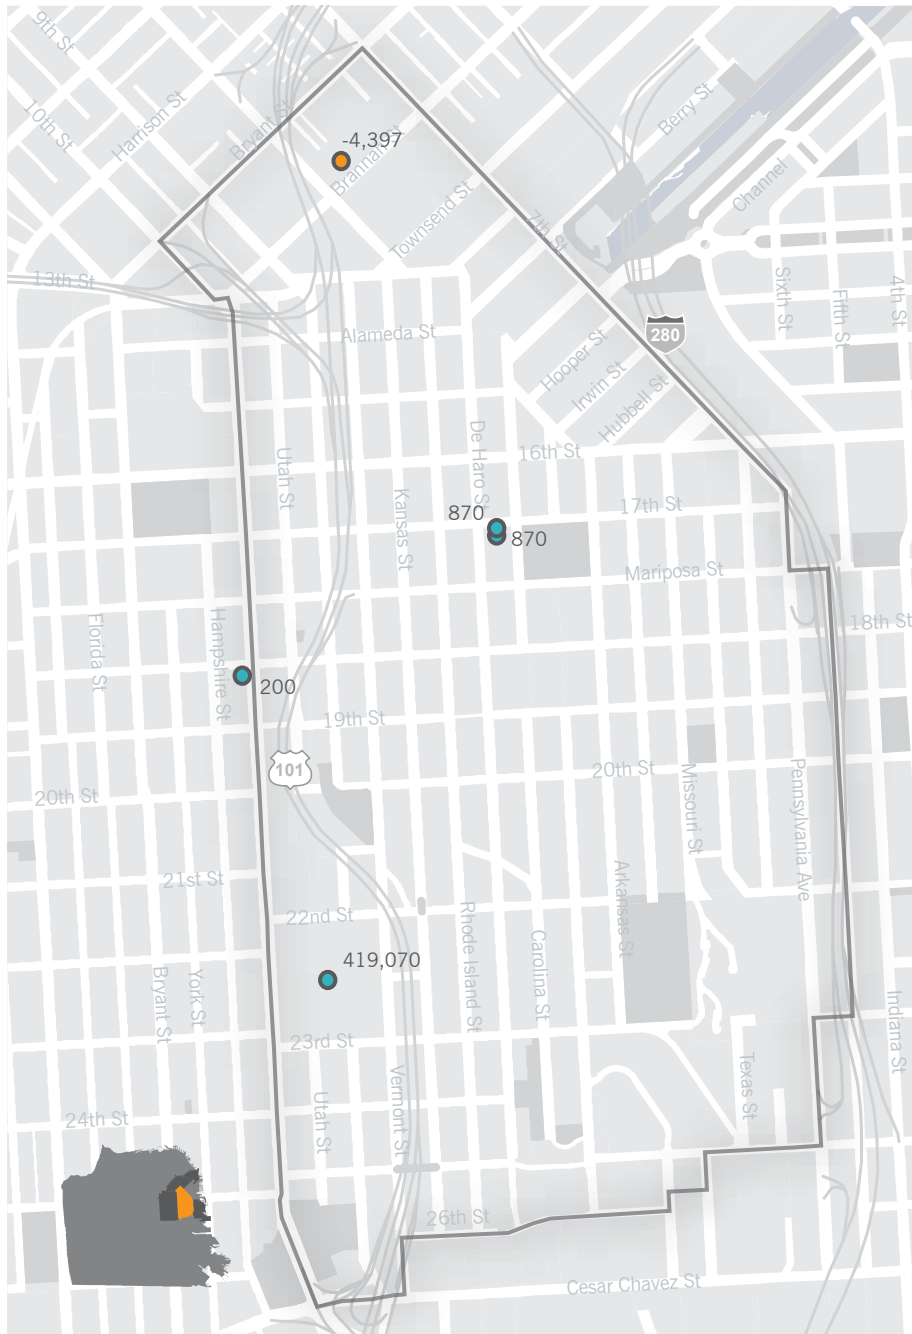 9th St
10th St
Harrison St
Bryant St
-4,397
Brannan St
Townsend St
Berry St
Channel
7th St
13th St
Sixth St
Fifth St
4th St
Alameda St
280
Hooper St
Irwin St
Hubbell St
Utah St
Kansas St
De Haro St
16th St
17th St
870
870
Mariposa St
18th St
Florida St
Hampshire St
200
19th St
101
20th St
20th St
Missouri St
Pennsylvania Ave
21st St
22nd St
Arkansas St
Rhode Island St
Carolina St
419,070
Bryant St
York St
23rd St
Indiana St
Utah St
Vermont St
Texas St
24th St
26th St
Cesar Chavez St